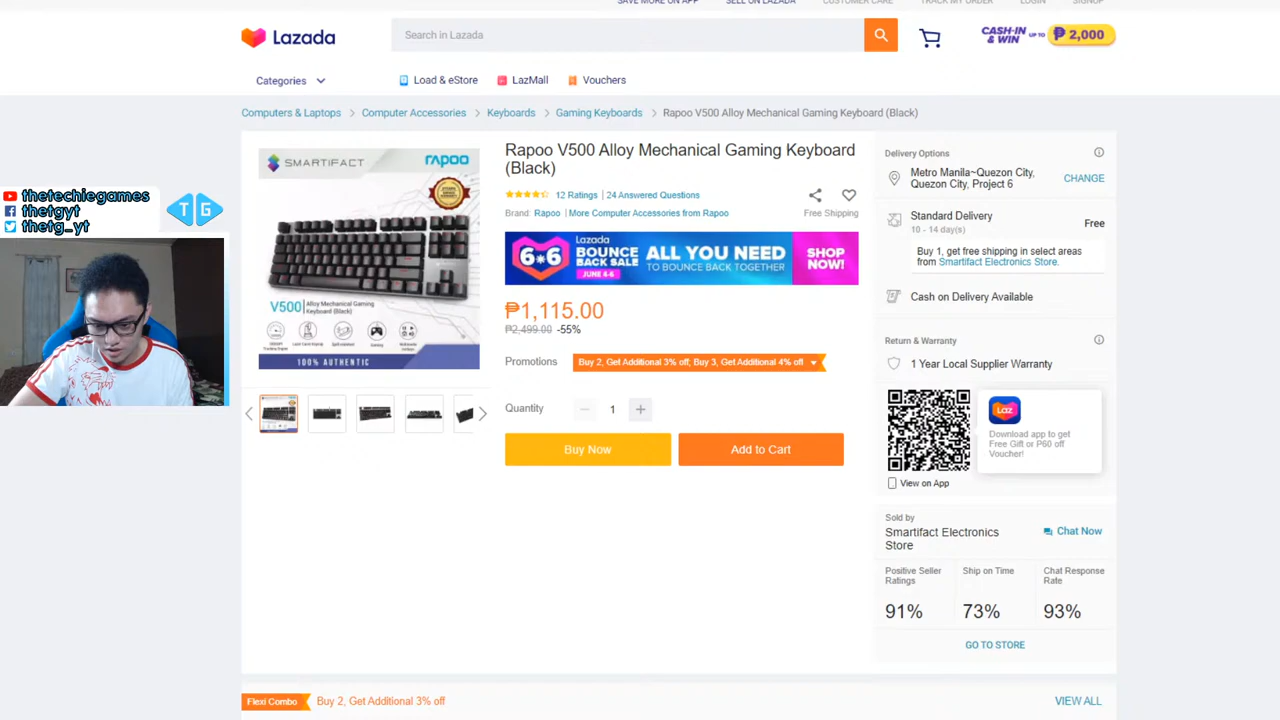 SAVE MORE ON APP
SELL ON LAZADA
CUSTOMER CARE
TRACK MY ORDER
LOGIN
SIGNUP
Lazada
Search in Lazada
CASH-IN & WIN UP TO ₱ 2,000
Categories
Load & eStore
LazMall
Vouchers
Computers & Laptops > Computer Accessories > Keyboards > Gaming Keyboards > Rapoo V500 Alloy Mechanical Gaming Keyboard (Black)
thetechiegames
thetgyt
thetg_yt
T G
SMARTIFACT
rapoo
V500 Alloy Mechanical Gaming
Keyboard (Black)
100% AUTHENTIC
Rapoo V500 Alloy Mechanical Gaming Keyboard
(Black)
12 Ratings | 24 Answered Questions
Free Shipping
Brand: Rapoo | More Computer Accessories from Rapoo
6*6
Lazada
BOUNCE
BACK SALE
JUNE 4-6
ALL YOU NEED
TO BOUNCE BACK TOGETHER
SHOP
NOW!
₱1,115.00
₱2,499.00 -55%
Promotions
Buy 2, Get Additional 3% off; Buy 3, Get Additional 4% off
Quantity
1
Buy Now
Add to Cart
Delivery Options
Metro Manila~Quezon City,
Quezon City, Project 6
CHANGE
Standard Delivery
10 - 14 day(s)
Free
Buy 1, get free shipping in select areas
from Smartifact Electronics Store.
Cash on Delivery Available
Return & Warranty
1 Year Local Supplier Warranty
Laz
Download app to get
Free Gift or P60 off
Voucher!
View on App
Sold by
Smartifact Electronics
Store
Chat Now
Positive Seller
Ratings
Ship on Time
Chat Response
Rate
91%
73%
93%
GO TO STORE
Flexi Combo
Buy 2, Get Additional 3% off
VIEW ALL